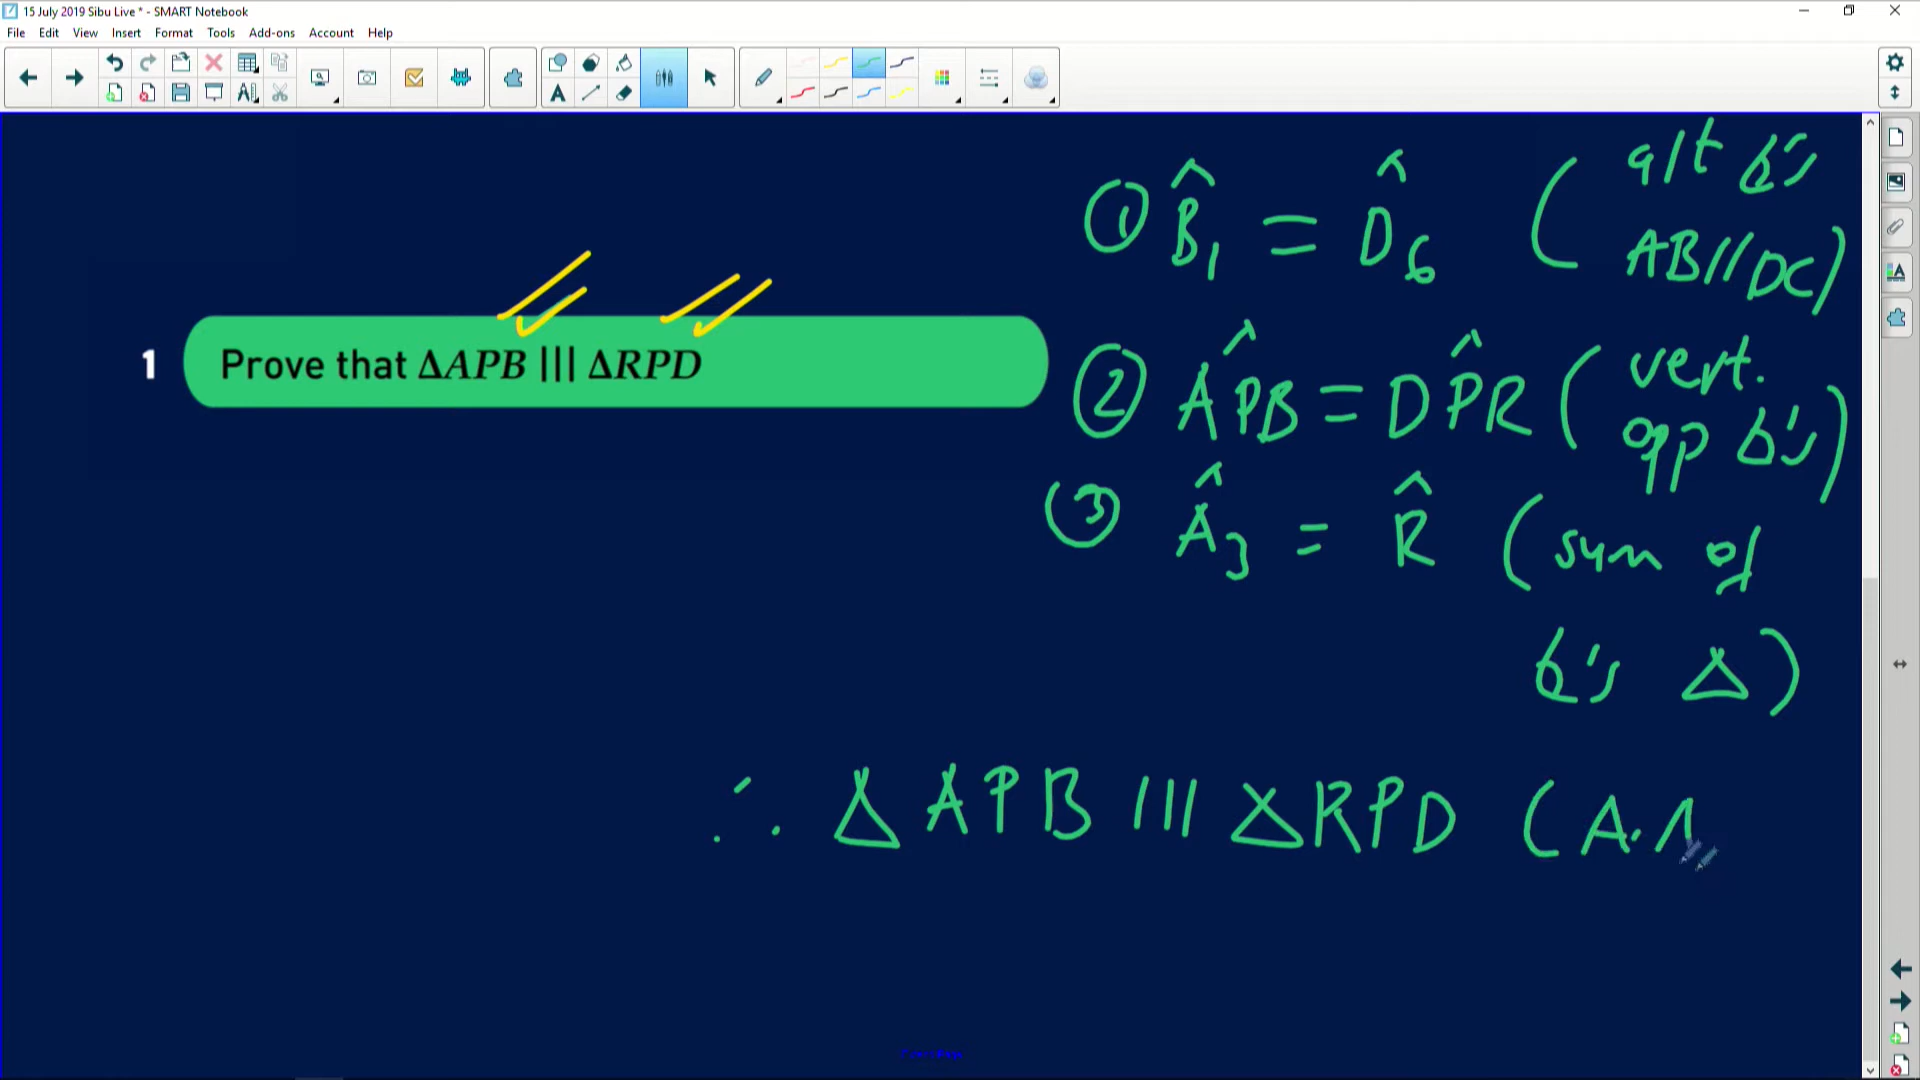 15 July 2019 Sibu Live * - SMART Notebook
File Edit View Insert Format Tools Add-ons Account Help
1 Prove that ΔAPB ||| ΔRPD
① B̂₁ = D̂₆ (alt ∠'s
AB//DC)
② AP̂B = DP̂R (vert.
opp ∠'s)
③ Â₃ = R̂ (sum of
∠'s Δ)
∴ Δ APB ||| ΔRPD (A.